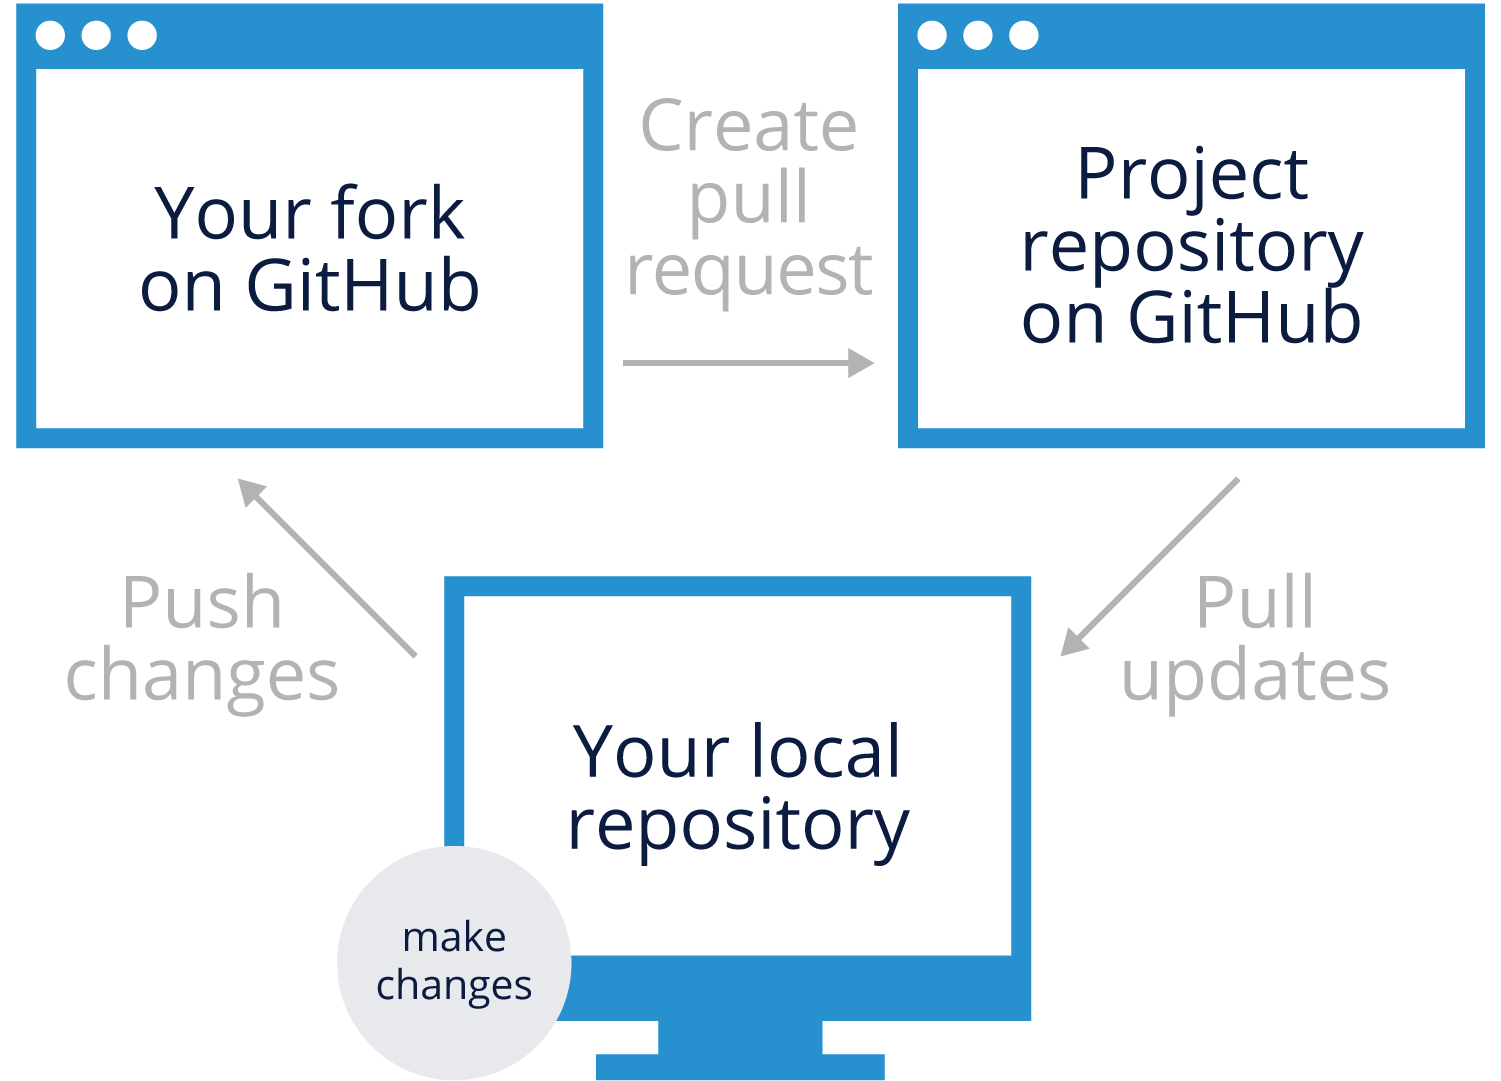 Your fork
on GitHub
Create
pull
request
Project
repository
on GitHub
Push
changes
Pull
updates
Your local
repository
make
changes